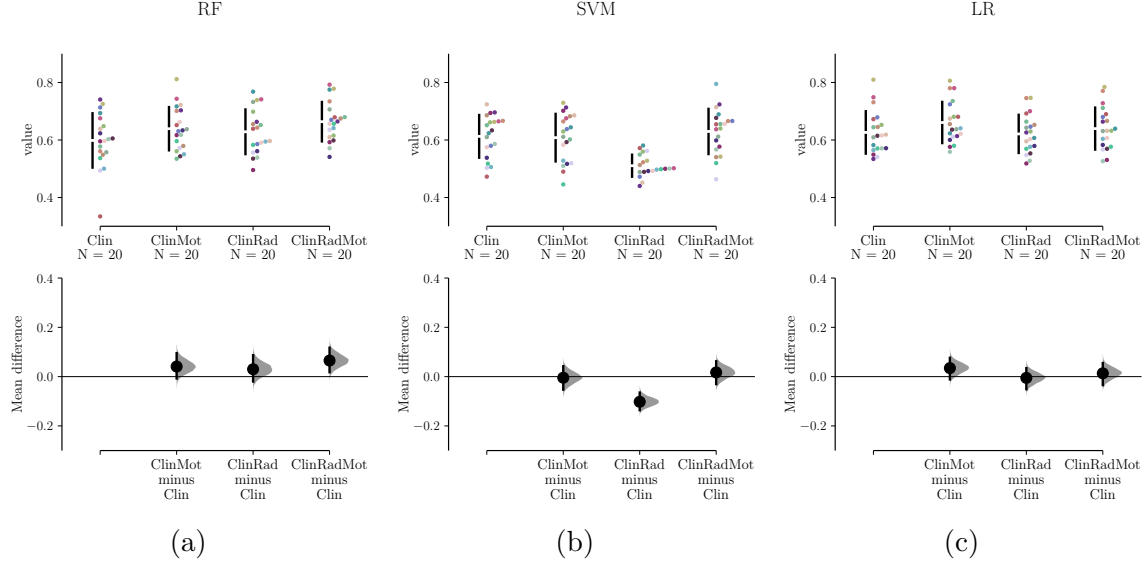 RF
SVM
LR
value
0.8
0.6
0.4
Clin
N = 20
ClinMot
N = 20
ClinRad
N = 20
ClinRadMot
N = 20
Mean difference
0.4
0.2
0.0
−0.2
ClinMot
minus
Clin
ClinRad
minus
Clin
ClinRadMot
minus
Clin
(a)
value
0.8
0.6
0.4
Clin
N = 20
ClinMot
N = 20
ClinRad
N = 20
ClinRadMot
N = 20
Mean difference
0.4
0.2
0.0
−0.2
ClinMot
minus
Clin
ClinRad
minus
Clin
ClinRadMot
minus
Clin
(b)
value
0.8
0.6
0.4
Clin
N = 20
ClinMot
N = 20
ClinRad
N = 20
ClinRadMot
N = 20
Mean difference
0.4
0.2
0.0
−0.2
ClinMot
minus
Clin
ClinRad
minus
Clin
ClinRadMot
minus
Clin
(c)